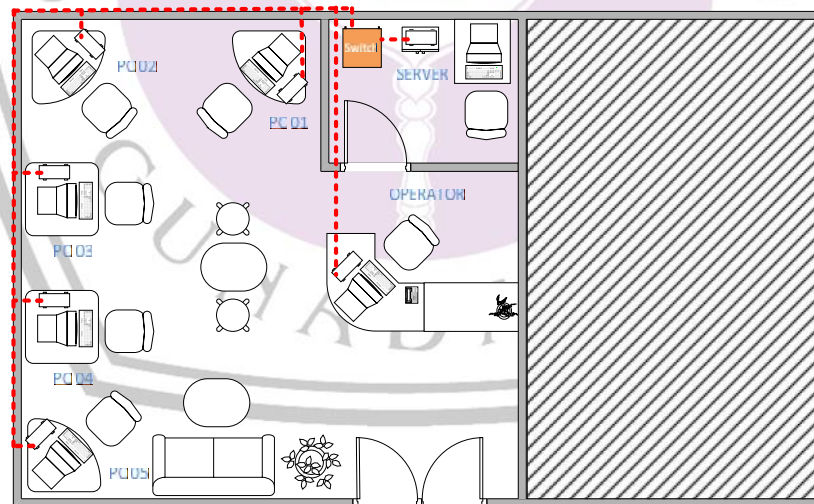 Switch
SERVER
PC 02
PC 01
OPERATOR
PC 03
PC 04
PC 05